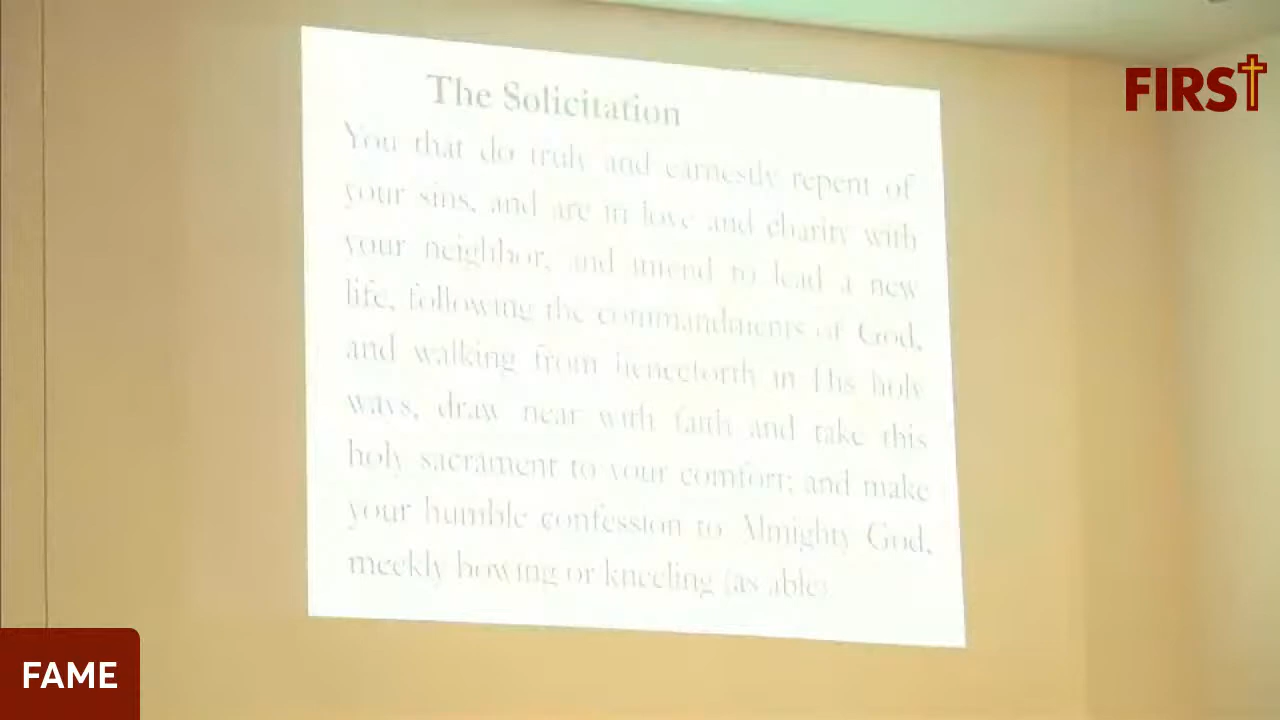 FIRST
The Solicitation
You that do truly and earnestly repent of
your sins, and are in love and charity with
your neighbor, and intend to lead a new
life, following the commandments of God,
and walking from henceforth in His holy
ways, draw near with faith and take this
holy sacrament to your comfort; and make
your humble confession to Almighty God,
meekly bowing or kneeling (as able)
FAME